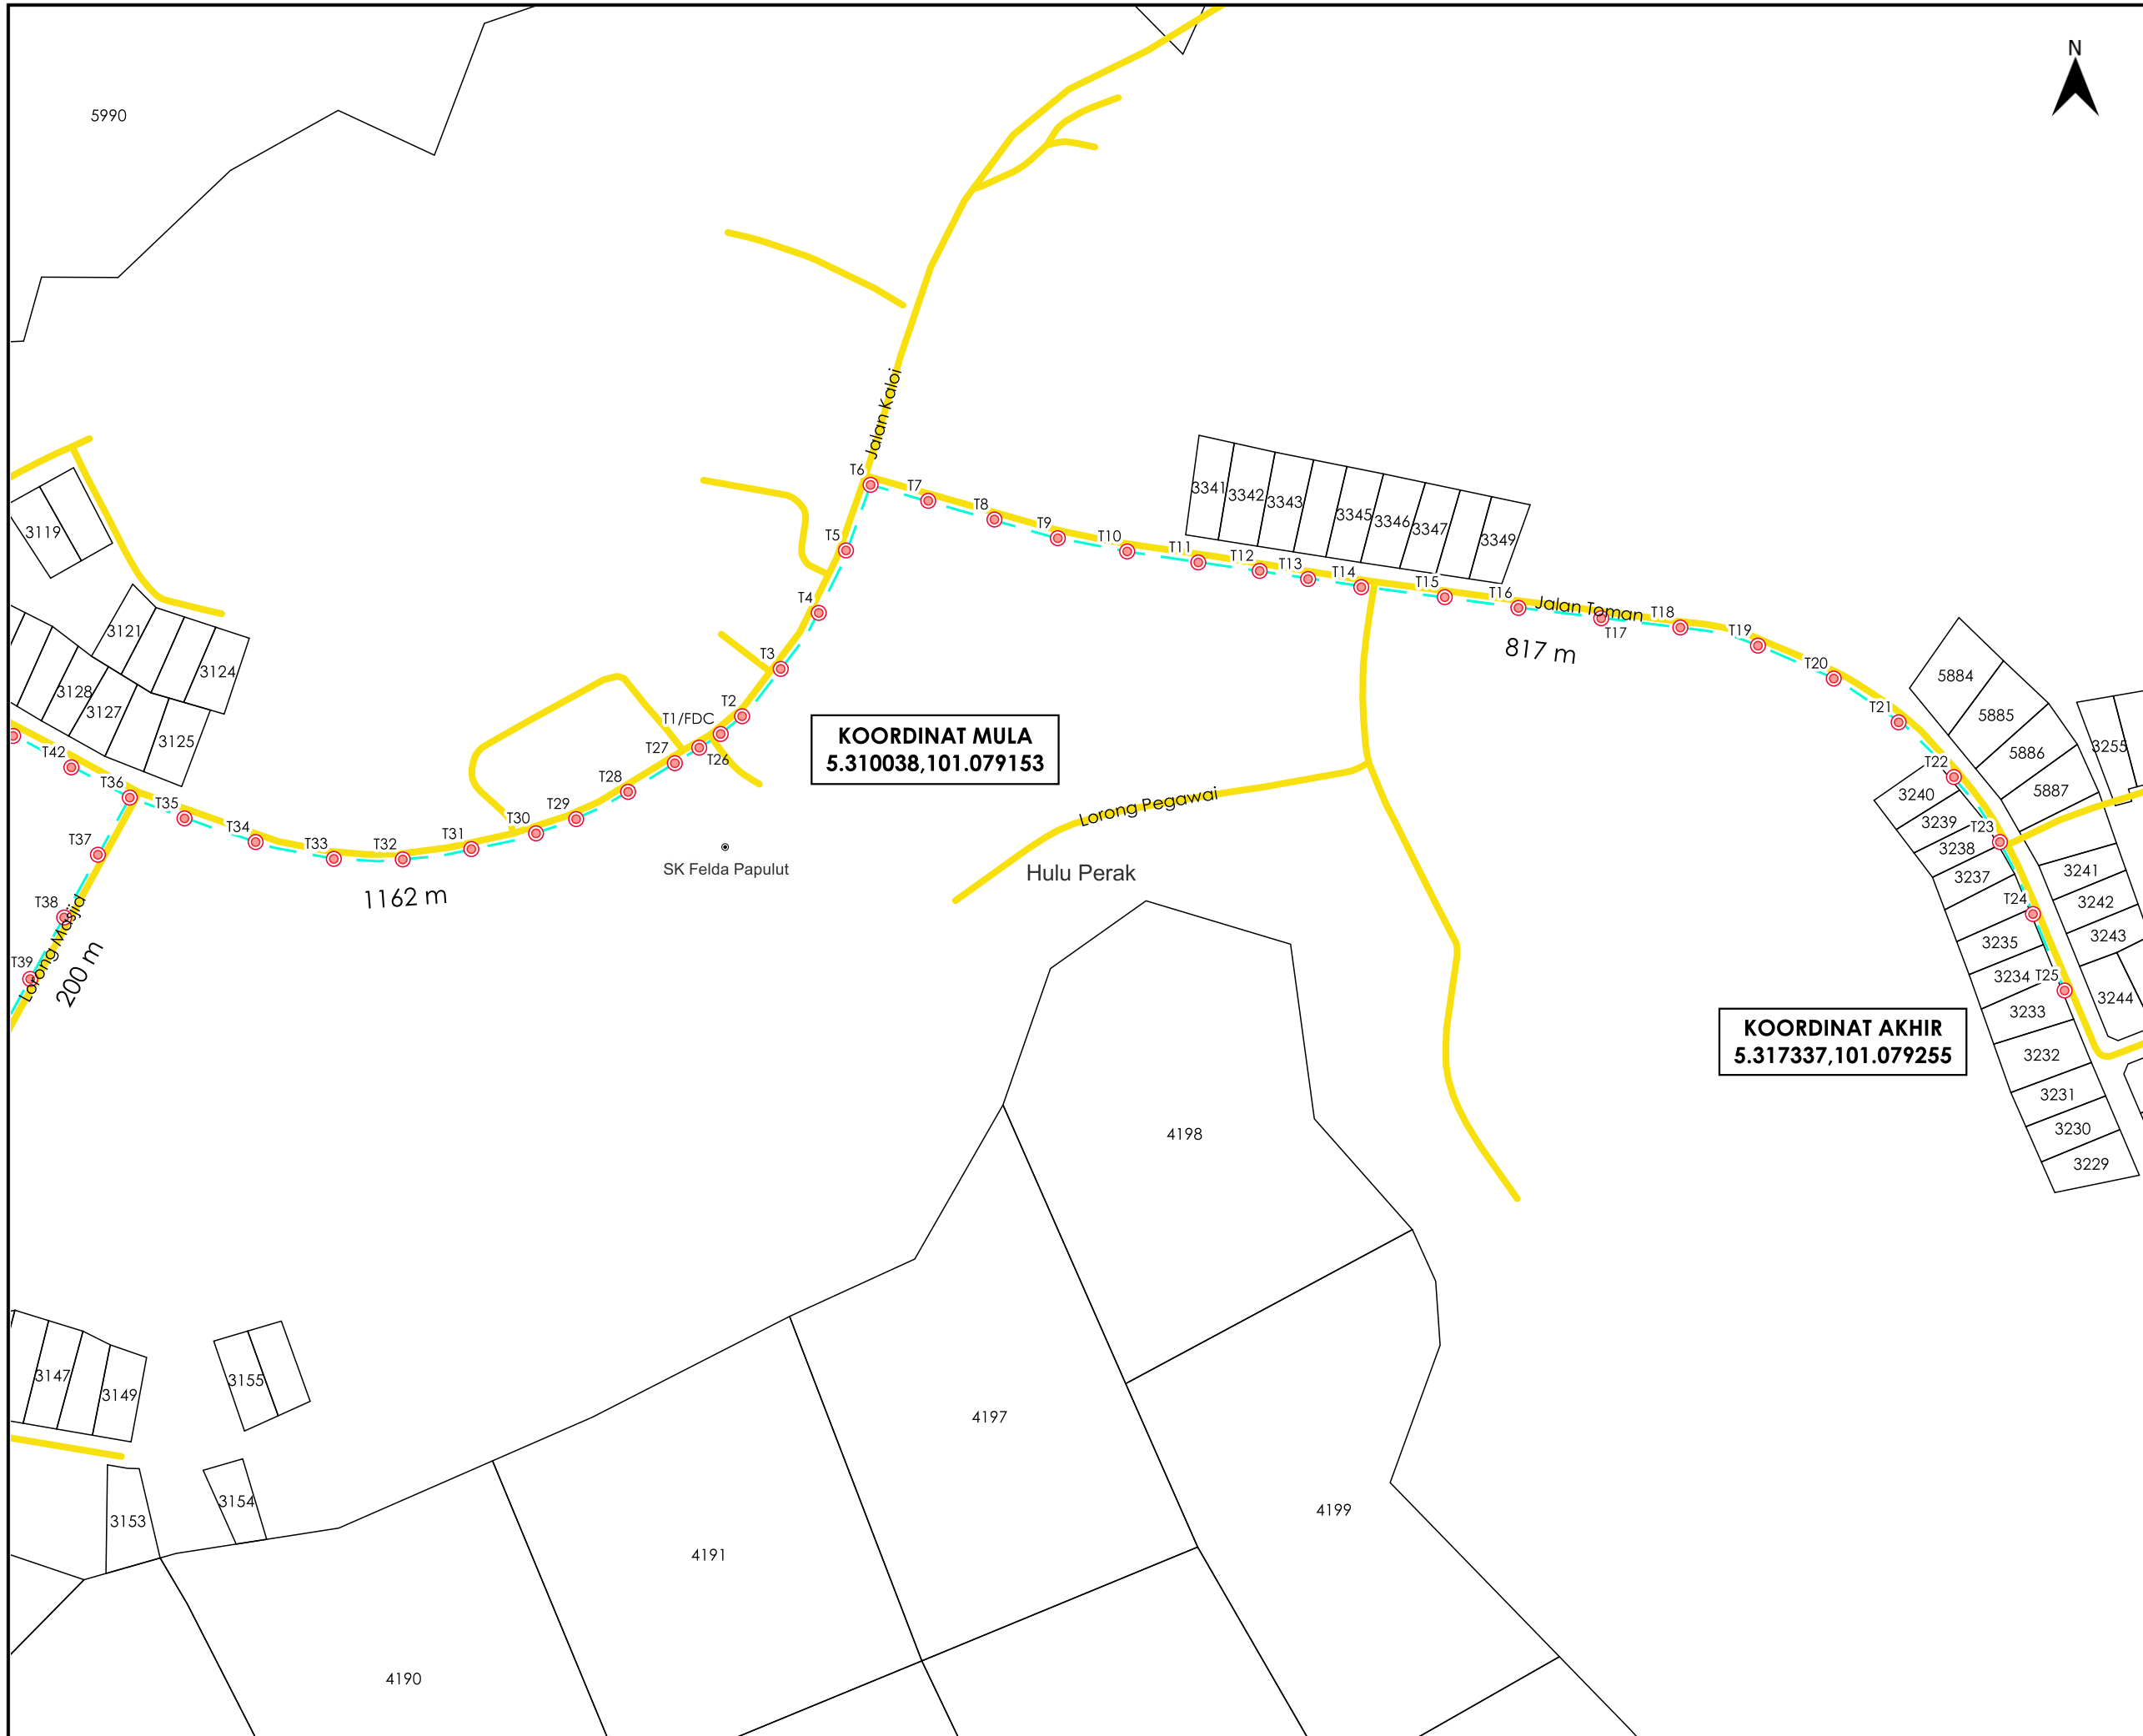 N
5990
Jalan Kaloi
T6
T7
T8
T9
T10
T11
T12
T13
T14
T15
T16
Jalan Toman
T17
T18
T19
T20
T21
T22
T23
T24
T25
817 m
3341
3342
3343
3345
3346
3347
3349
T5
T4
T3
T2
T1/FDC
T26
T27
T28
T29
T30
T31
T32
T33
T34
T35
T36
T42
T37
T38
T39
Lorong Masjid
200 m
1162 m
3119
3121
3124
3128
3127
3125
KOORDINAT MULA
5.310038,101.079153
SK Felda Papulut
Lorong Pegawai
Hulu Perak
5884
5885
5886
5887
3255
3240
3239
3238
3237
3235
3234
3233
3232
3231
3230
3229
3241
3242
3243
3244
KOORDINAT AKHIR
5.317337,101.079255
4198
4197
4199
4191
4190
3147
3149
3155
3154
3153